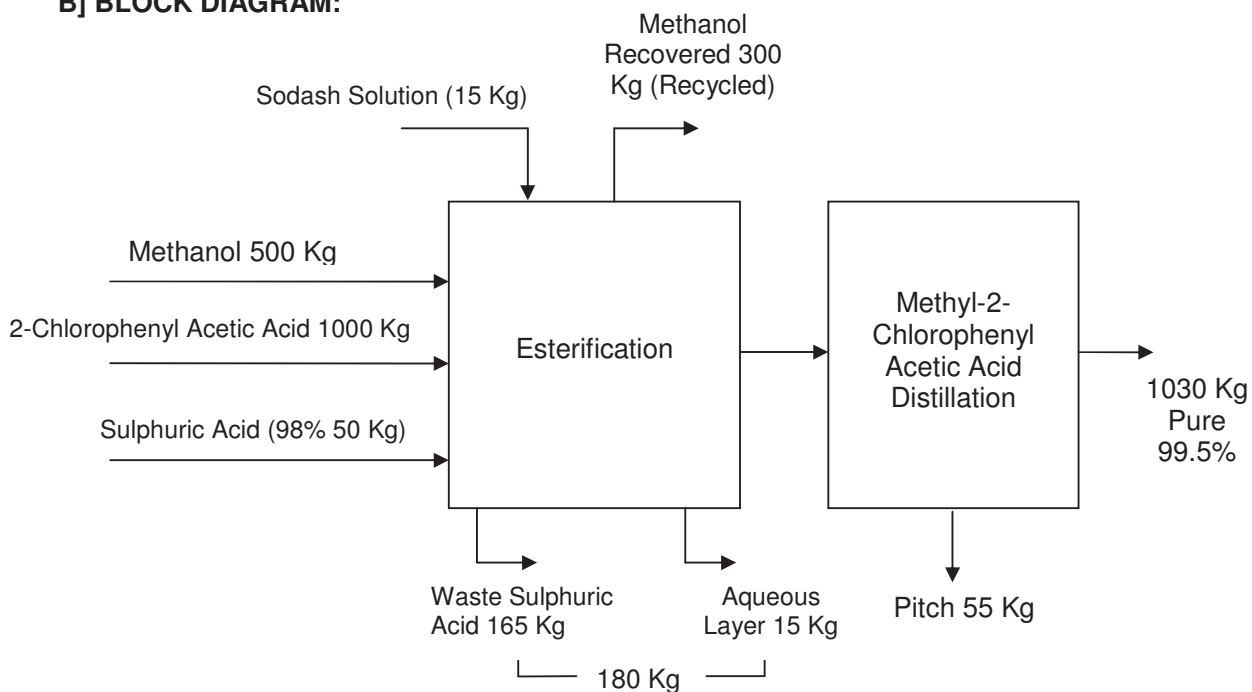 B] BLOCK DIAGRAM:
Methanol
Recovered 300
Kg (Recycled)
Sodash Solution (15 Kg)
Methanol 500 Kg
2-Chlorophenyl Acetic Acid 1000 Kg
Sulphuric Acid (98% 50 Kg)
Esterification
Methyl-2-
Chlorophenyl
Acetic Acid
Distillation
1030 Kg
Pure
99.5%
Waste Sulphuric
Acid 165 Kg
Aqueous
Layer 15 Kg
Pitch 55 Kg
180 Kg